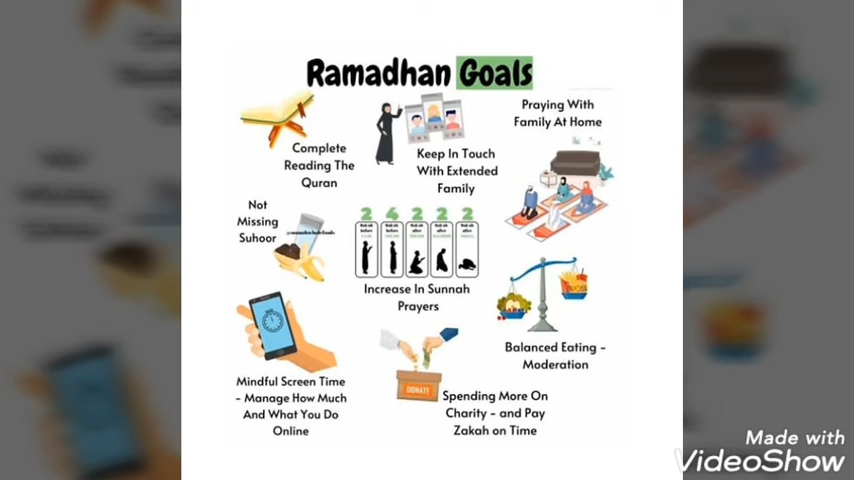 Ramadhan Goals
Complete
Reading The
Quran
Keep In Touch
With Extended
Family
Praying With
Family At Home
Not
Missing
Suhoor
2 4 2 2 2
Increase In Sunnah
Prayers
Balanced Eating -
Moderation
Mindful Screen Time
- Manage How Much
And What You Do
Online
DONATE
Spending More On
Charity - and Pay
Zakah on Time
Made with
VideoShow